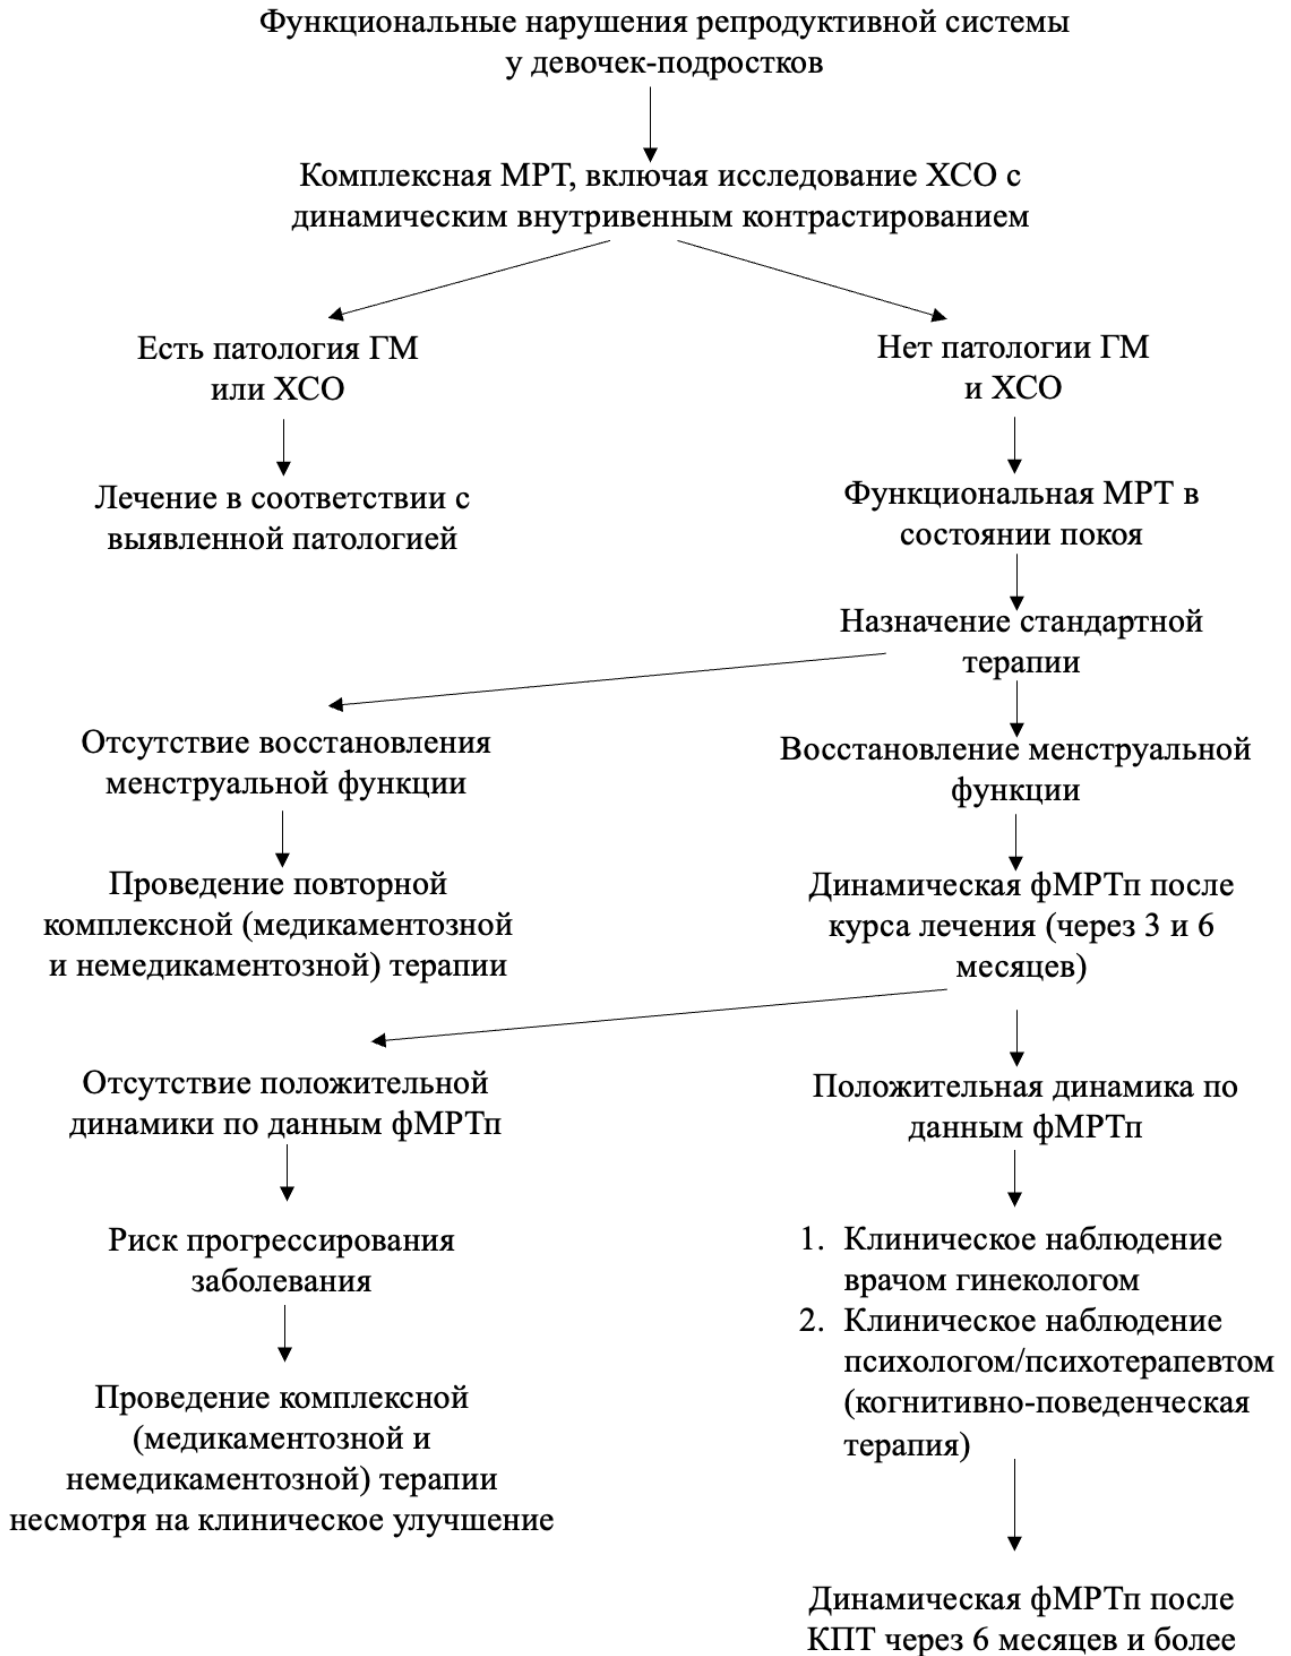 Функциональные нарушения репродуктивной системы
у девочек-подростков
Комплексная МРТ, включая исследование ХСО с
динамическим внутривенным контрастированием
Есть патология ГМ
или ХСО
Нет патологии ГМ
и ХСО
Лечение в соответствии с
выявленной патологией
Функциональная МРТ в
состоянии покоя
Назначение стандартной
терапии
Отсутствие восстановления
менструальной функции
Восстановление менструальной
функции
Проведение повторной
комплексной (медикаментозной
и немедикаментозной) терапии
Динамическая фМРТп после
курса лечения (через 3 и 6
месяцев)
Отсутствие положительной
динамики по данным фМРТп
Положительная динамика по
данным фМРТп
Риск прогрессирования
заболевания
1. Клиническое наблюдение
врачом гинекологом
2. Клиническое наблюдение
психологом/психотерапевтом
(когнитивно-поведенческая
терапия)
Проведение комплексной
(медикаментозной и
немедикаментозной) терапии
несмотря на клиническое улучшение
Динамическая фМРТп после
КПТ через 6 месяцев и более